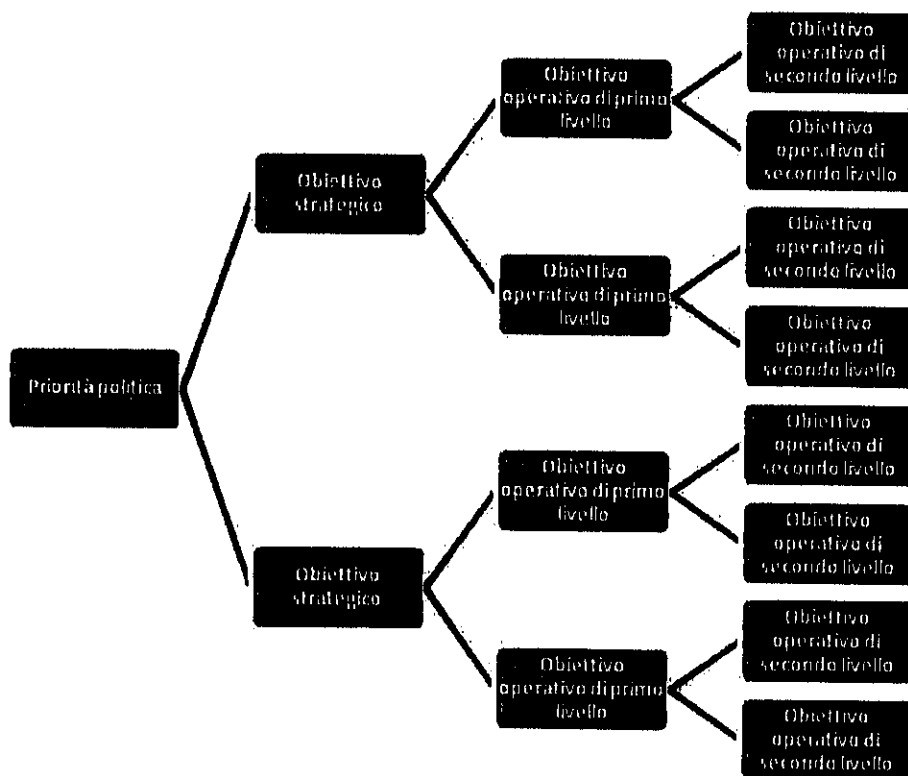 Priorità politica
Obiettivo
strategico
Obiettivo
operativo di primo
livello
Obiettivo
operativo di
secondo livello
Obiettivo
operativo di
secondo livello
Obiettivo
operativo di primo
livello
Obiettivo
operativo di
secondo livello
Obiettivo
operativo di
secondo livello
Obiettivo
strategico
Obiettivo
operativo di primo
livello
Obiettivo
operativo di
secondo livello
Obiettivo
operativo di
secondo livello
Obiettivo
operativo di primo
livello
Obiettivo
operativo di
secondo livello
Obiettivo
operativo di
secondo livello